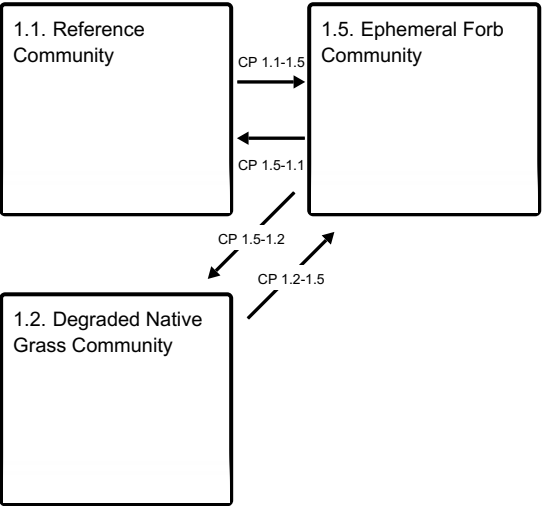 1.1. Reference
Community
1.5. Ephemeral Forb
Community
CP 1.1-1.5
CP 1.5-1.1
CP 1.5-1.2
CP 1.2-1.5
1.2. Degraded Native
Grass Community